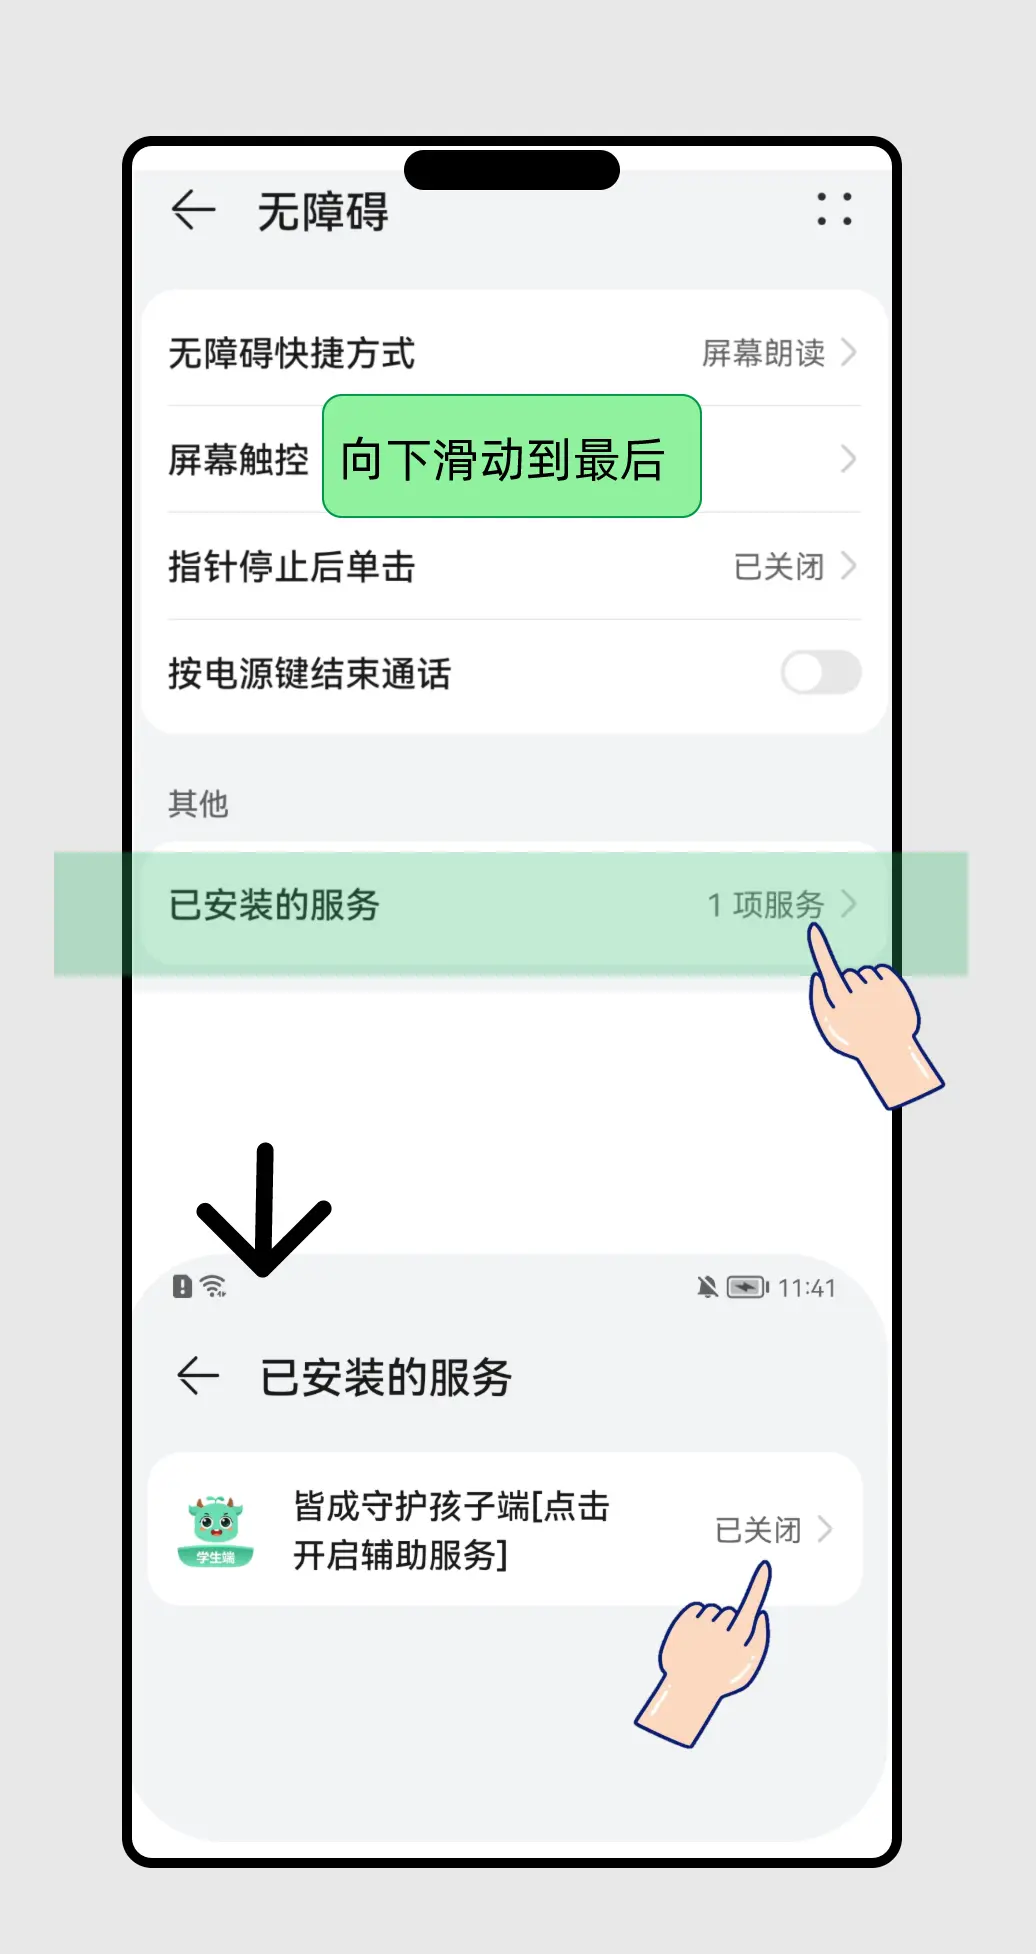 无障碍
无障碍快捷方式 屏幕朗读
屏幕触控
向下滑动到最后
指针停止后单击 已关闭
按电源键结束通话
其他
已安装的服务 1 项服务
11:41
已安装的服务
皆成守护孩子端[点击
开启辅助服务]
已关闭
学生端